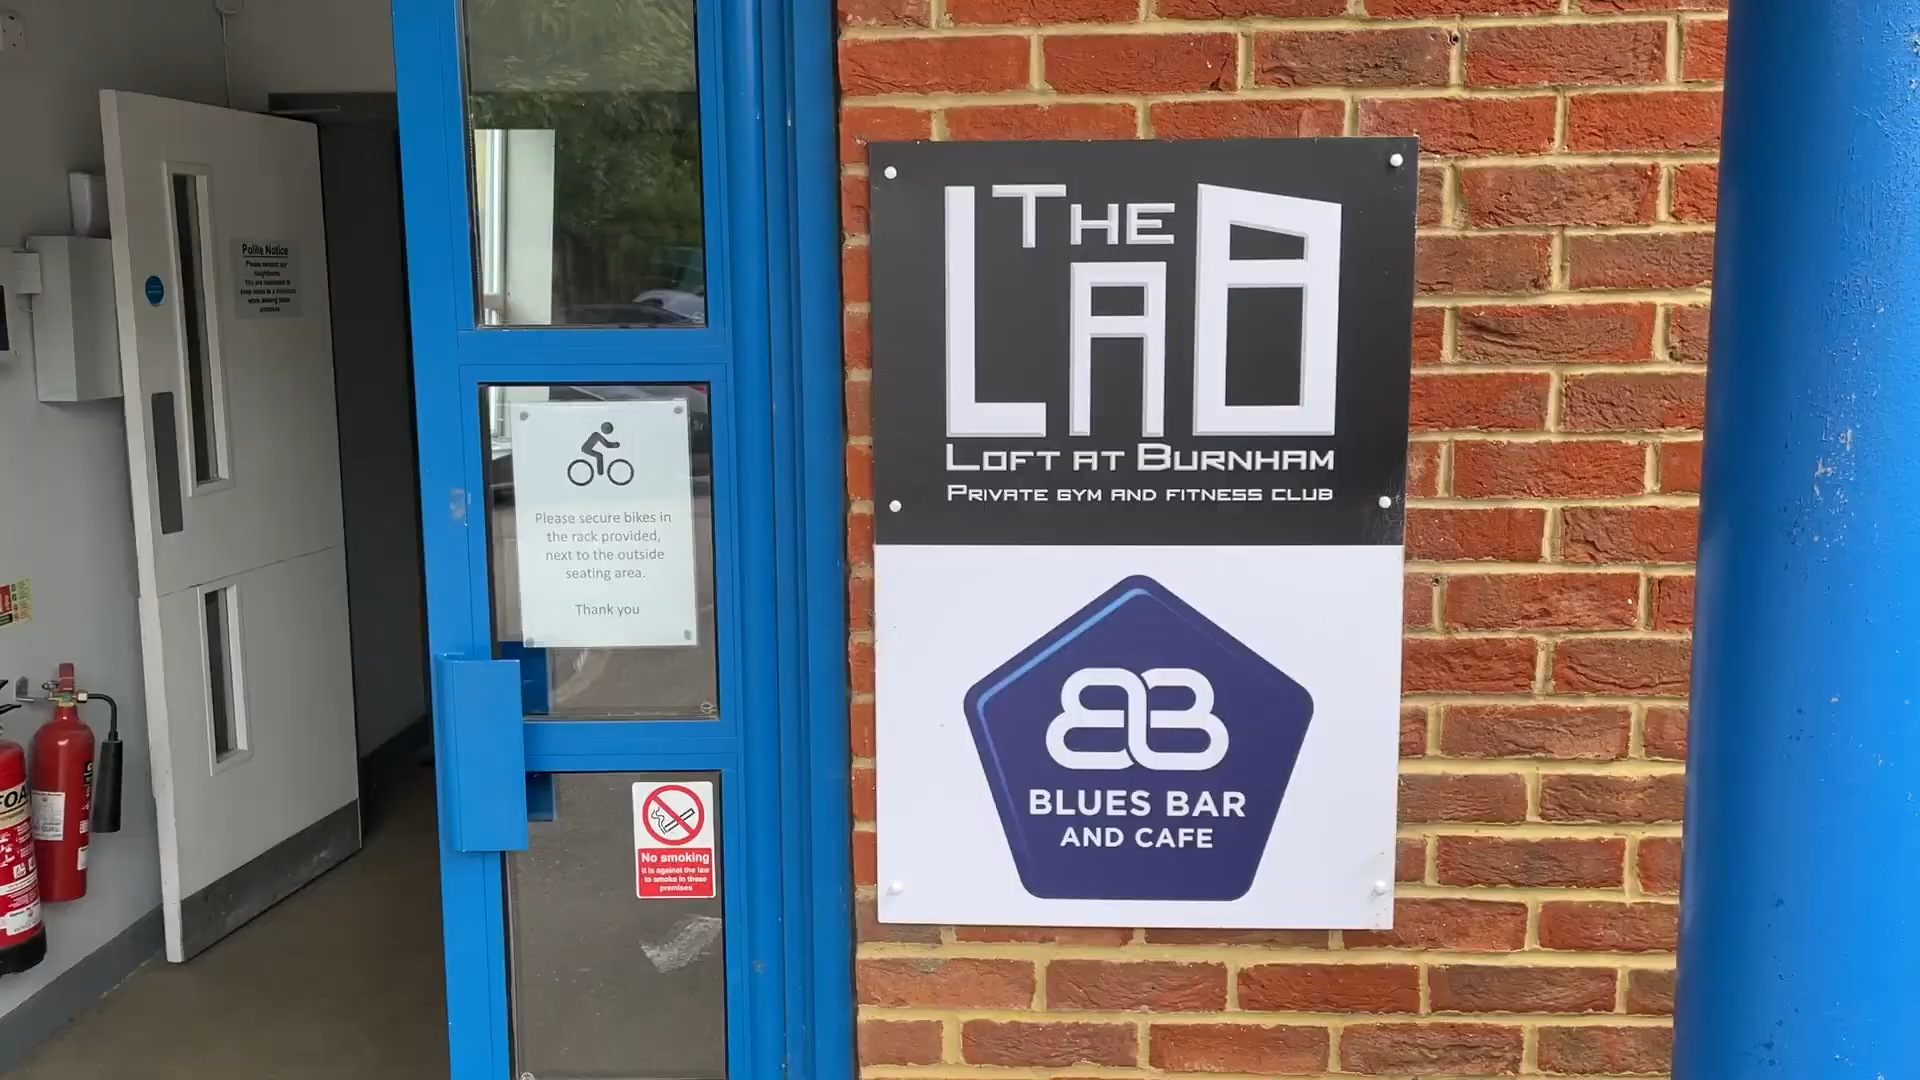 Polite Notice
THE
LAB
LOFT AT BURNHAM
PRIVATE GYM AND FITNESS CLUB
Please secure bikes in
the rack provided,
next to the outside
seating area.
Thank you
BB
BLUES BAR
AND CAFE
No smoking
It is against the law
to smoke in these
premises
FOA